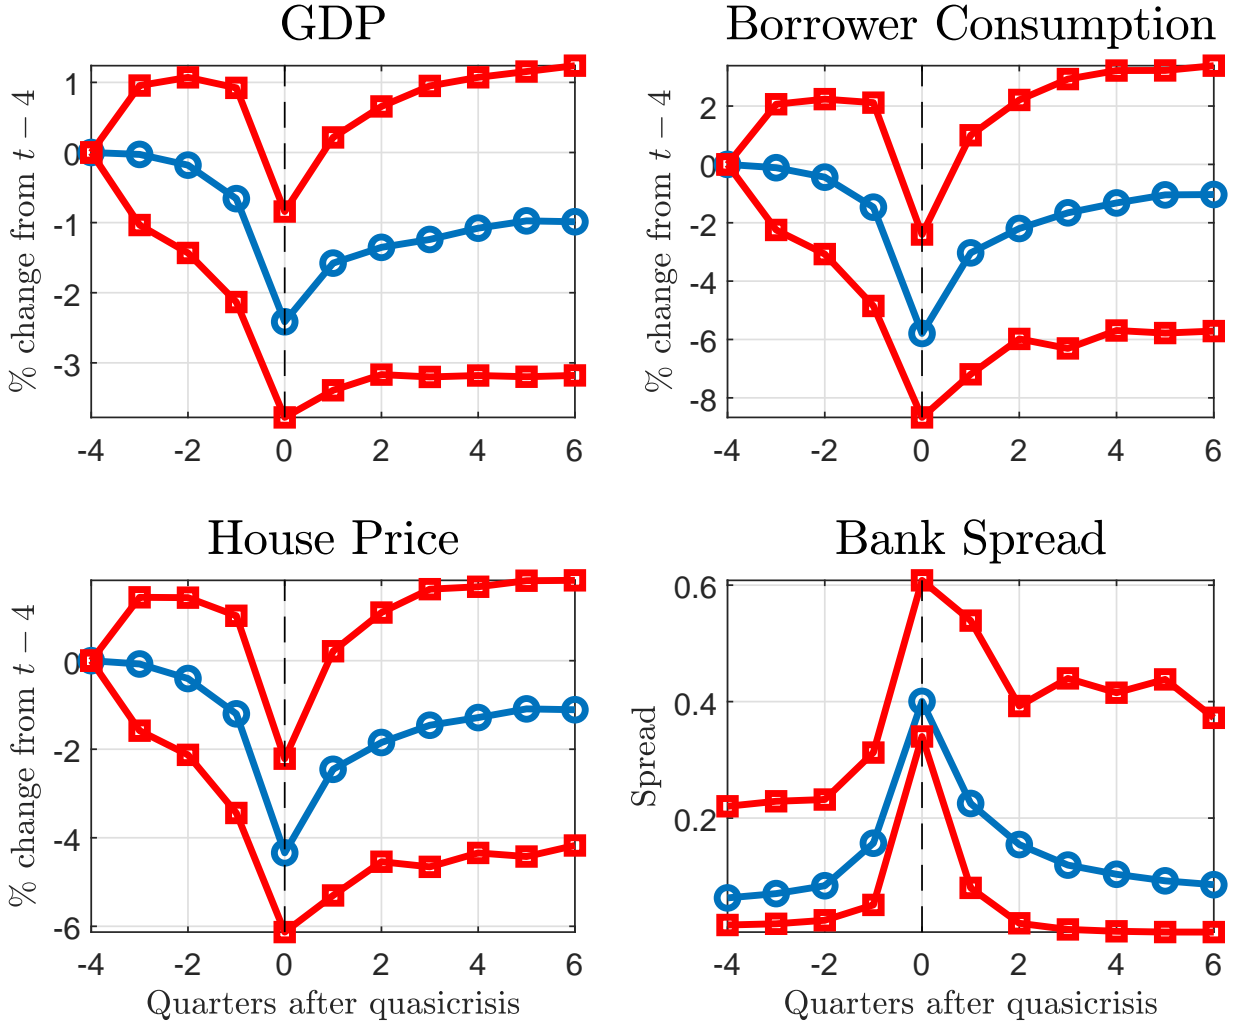 GDP
% change from t − 4
1
0
-1
-2
-3
-4 -2 0 2 4 6
Borrower Consumption
% change from t − 4
2
0
-2
-4
-6
-8
-4 -2 0 2 4 6
House Price
% change from t − 4
0
-2
-4
-6
-4 -2 0 2 4 6
Quarters after quasicrisis
Bank Spread
Spread
0.6
0.4
0.2
-4 -2 0 2 4 6
Quarters after quasicrisis